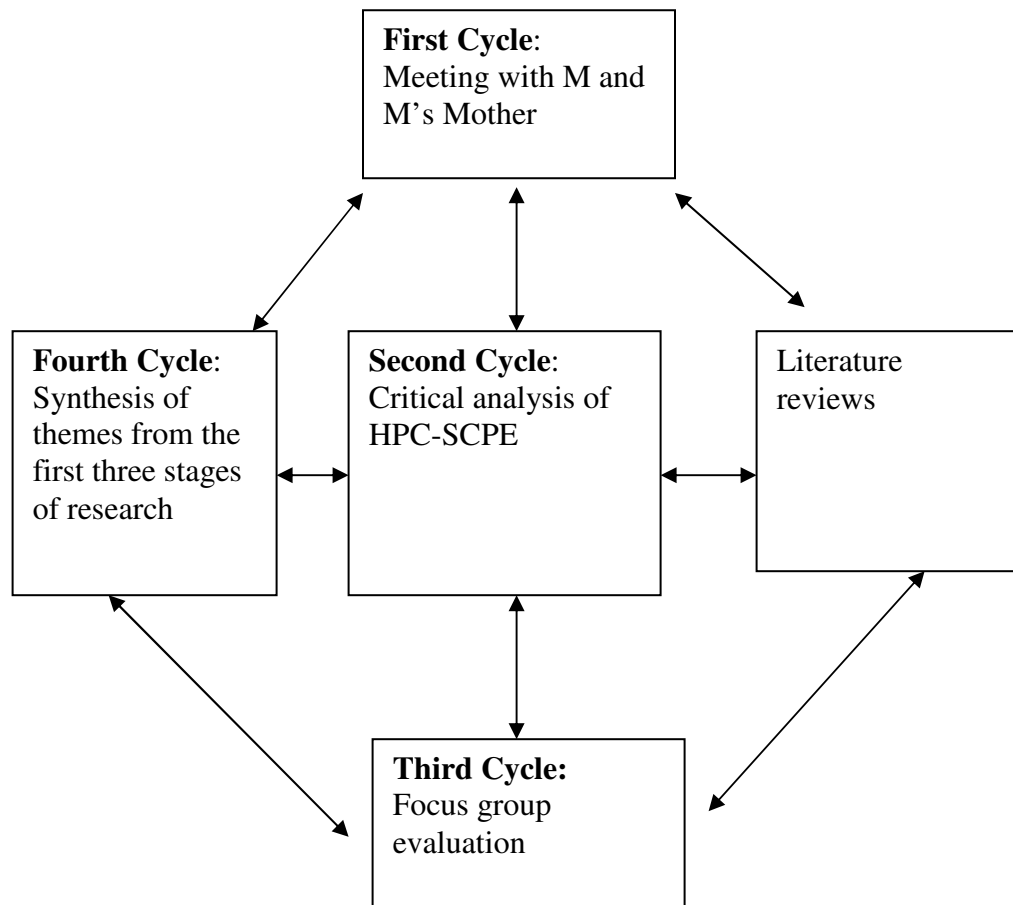 First Cycle:
Meeting with M and
M's Mother
Fourth Cycle:
Synthesis of
themes from the
first three stages
of research
Second Cycle:
Critical analysis of
HPC-SCPE
Literature
reviews
Third Cycle:
Focus group
evaluation